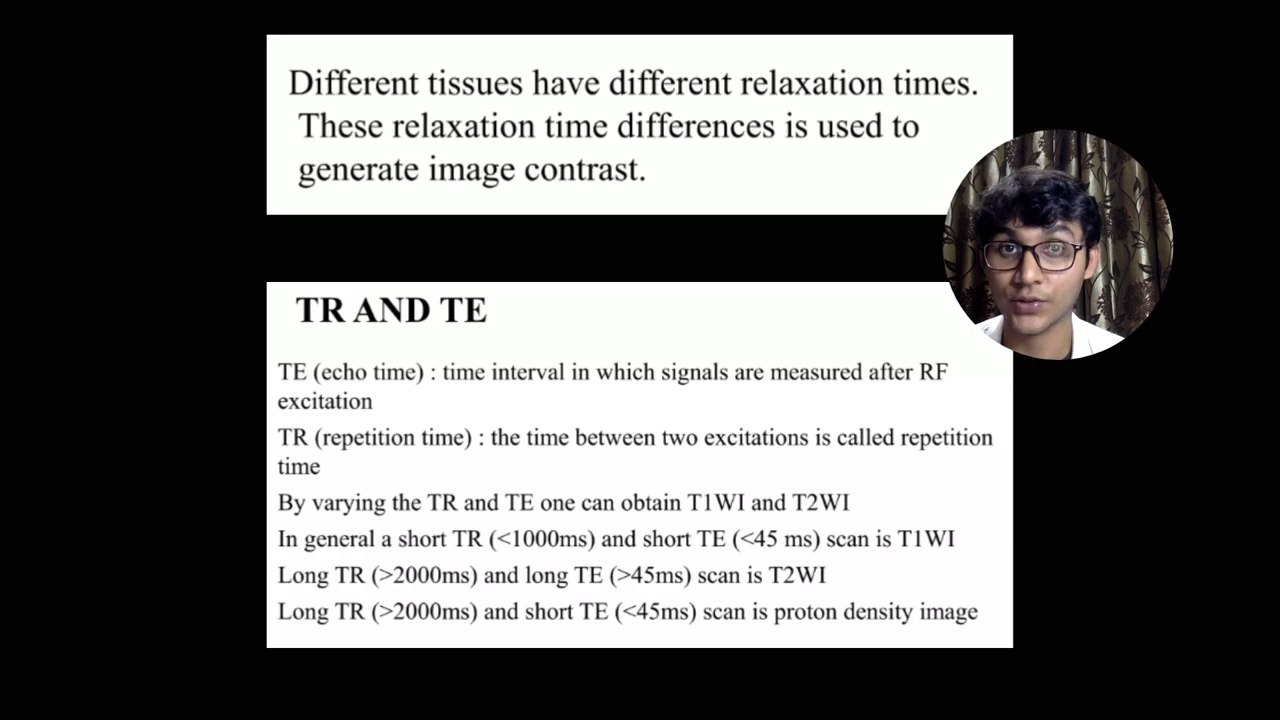 Different tissues have different relaxation times.
These relaxation time differences is used to
generate image contrast.
TR AND TE
TE (echo time) : time interval in which signals are measured after RF
excitation
TR (repetition time) : the time between two excitations is called repetition
time
By varying the TR and TE one can obtain T1WI and T2WI
In general a short TR (<1000ms) and short TE (<45 ms) scan is T1WI
Long TR (>2000ms) and long TE (>45ms) scan is T2WI
Long TR (>2000ms) and short TE (<45ms) scan is proton density image